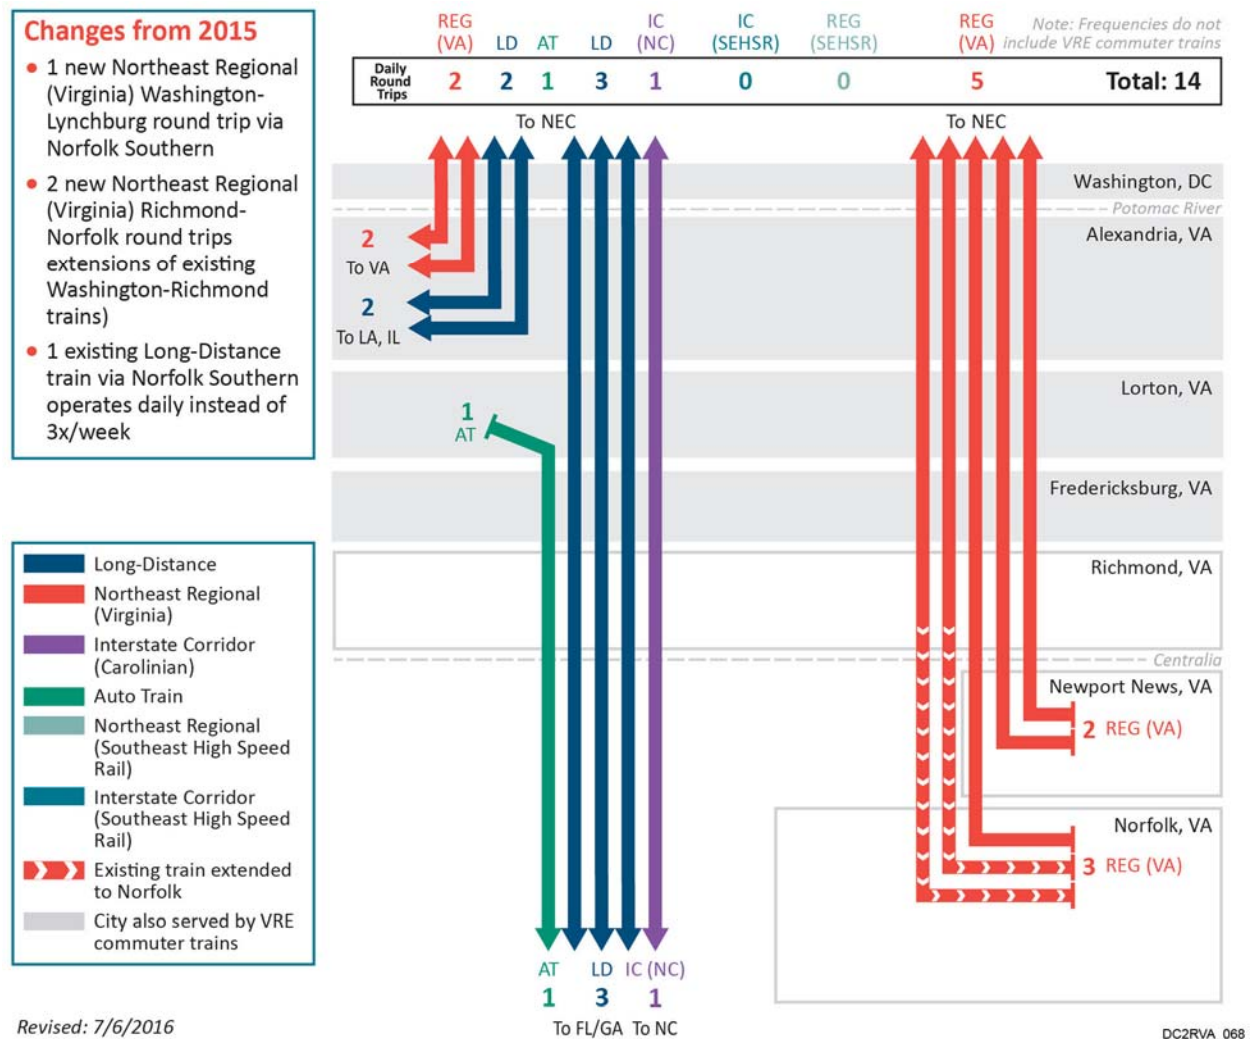 Changes from 2015
1 new Northeast Regional
(Virginia) Washington-
Lynchburg round trip via
Norfolk Southern
2 new Northeast Regional
(Virginia) Richmond-
Norfolk round trips
extensions of existing
Washington-Richmond
trains)
1 existing Long-Distance
train via Norfolk Southern
operates daily instead of
3x/week
Long-Distance
Northeast Regional
(Virginia)
Interstate Corridor
(Carolinian)
Auto Train
Northeast Regional
(Southeast High Speed
Rail)
Interstate Corridor
(Southeast High Speed
Rail)
Existing train extended
to Norfolk
City also served by VRE
commuter trains
Revised: 7/6/2016
REG
(VA)
LD
AT
LD
IC
(NC)
IC
(SEHSR)
REG
(SEHSR)
REG
(VA)
Note: Frequencies do not
include VRE commuter trains
Daily
Round
Trips
2
2
1
3
1
0
0
5
Total: 14
To NEC
To NEC
Washington, DC
Potomac River
Alexandria, VA
2
To VA
2
To LA, IL
Lorton, VA
1
AT
Fredericksburg, VA
Richmond, VA
Centralia
Newport News, VA
2 REG (VA)
Norfolk, VA
3 REG (VA)
AT
LD
IC (NC)
1
3
1
To FL/GA
To NC
DC2RVA_068